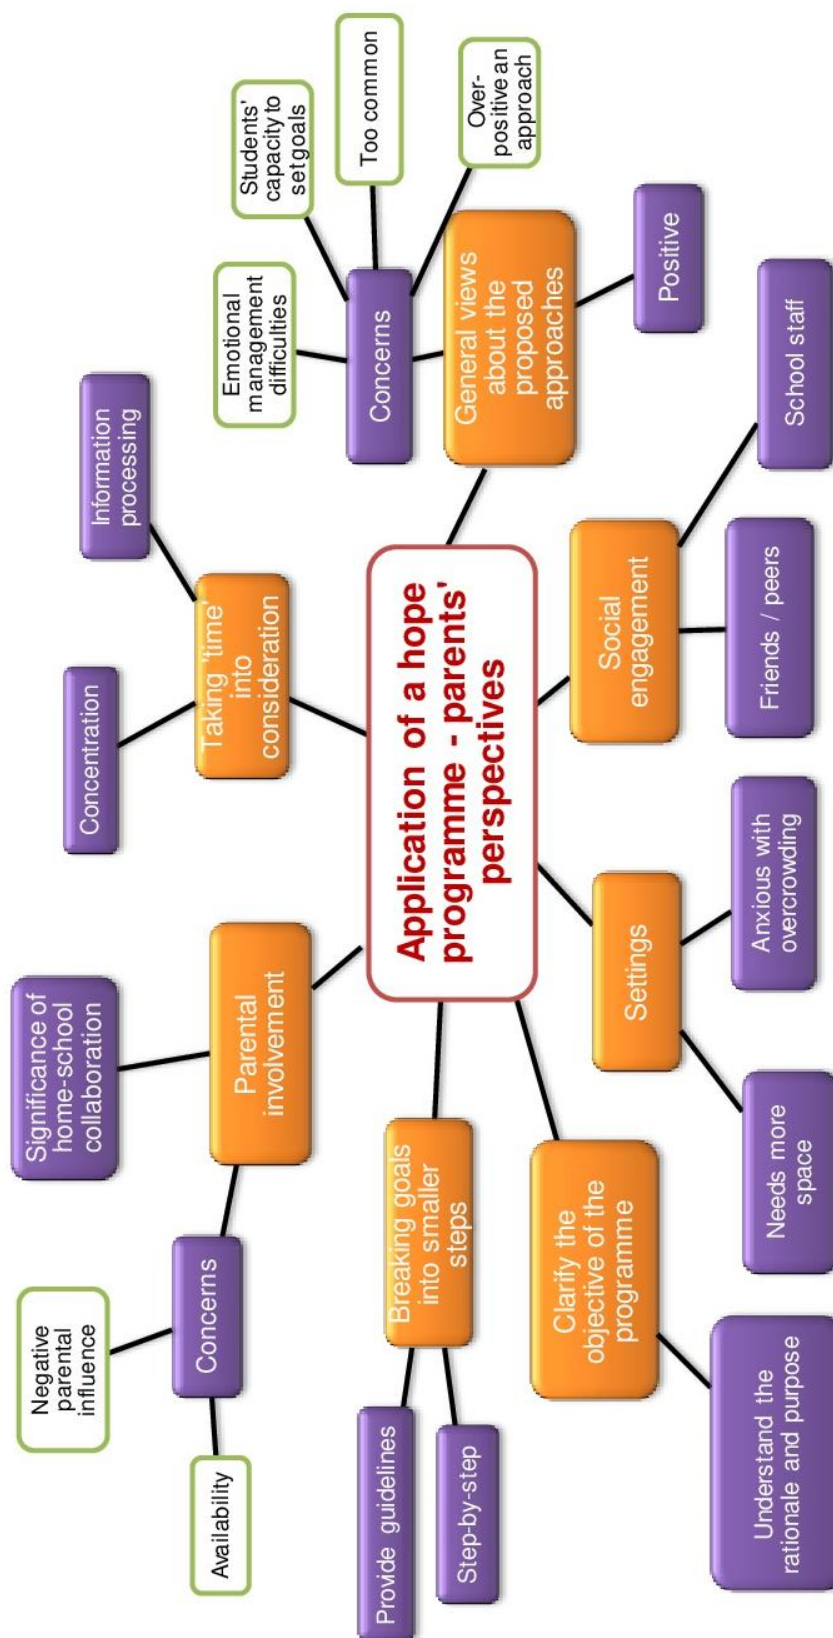 Application of a hope
programme - parents'
perspectives
Parental
involvement
Significance of
home-school
collaboration
Concerns
Negative
parental
influence
Availability
Taking 'time'
into
consideration
Concentration
Information
processing
General views
about the
proposed
approaches
Concerns
Emotional
management
difficulties
Students'
capacity to
set goals
Too common
Over-
positive an
approach
Positive
Social
engagement
School staff
Friends / peers
Settings
Anxious with
overcrowding
Needs more
space
Clarify the
objective of the
programme
Understand the
rationale and purpose
Breaking goals
into smaller
steps
Provide guidelines
Step-by-step